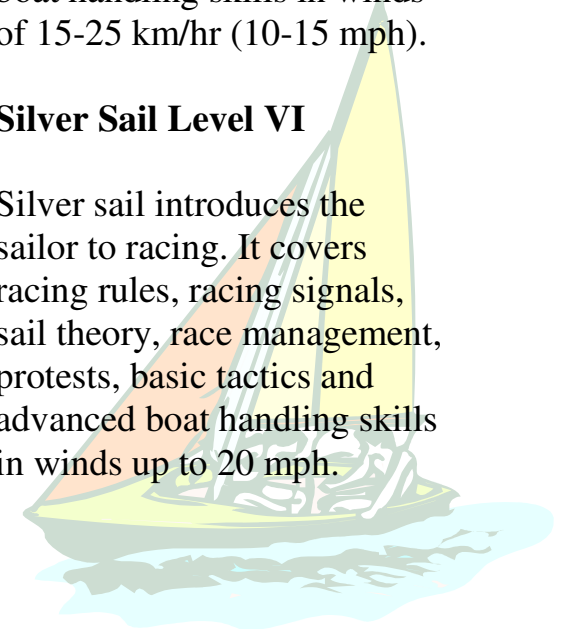 boat handling skills in winds
of 15-25 km/hr (10-15 mph).
Silver Sail Level VI
Silver sail introduces the
sailor to racing. It covers
racing rules, racing signals,
sail theory, race management,
protests, basic tactics and
advanced boat handling skills
in winds up to 20 mph.